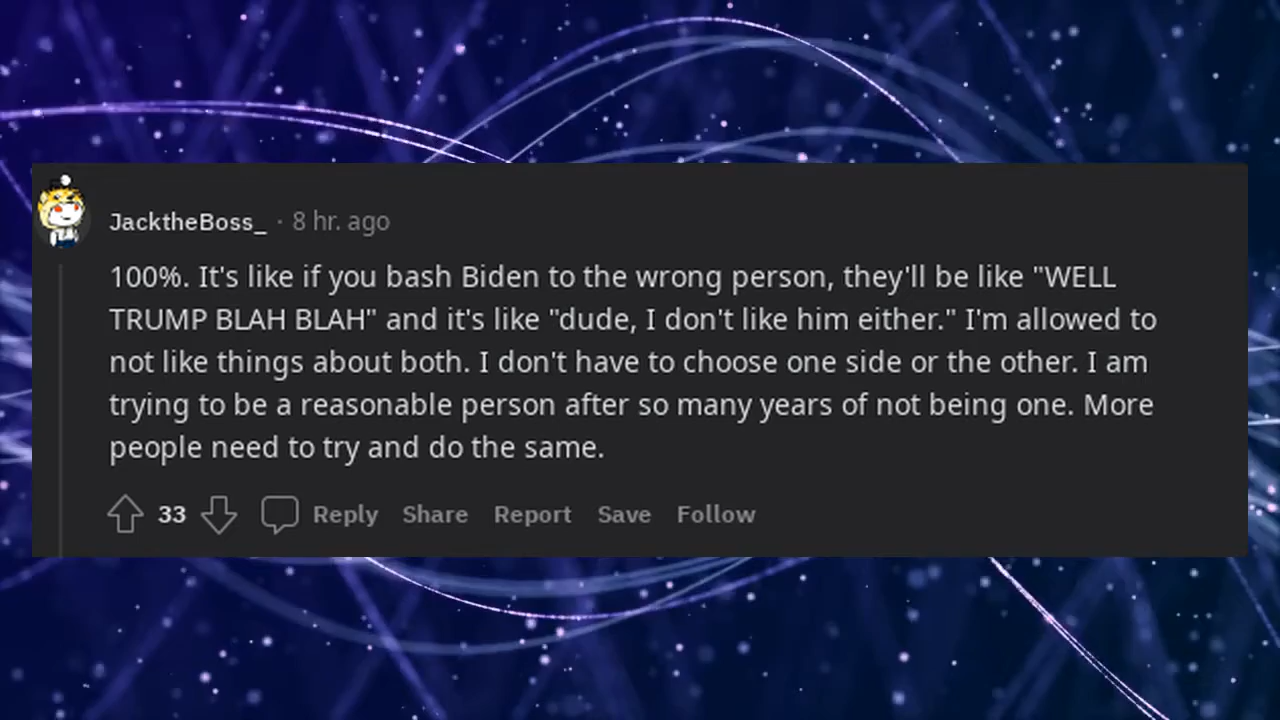 JacktheBoss_ · 8 hr. ago
100%. It's like if you bash Biden to the wrong person, they'll be like "WELL
TRUMP BLAH BLAH" and it's like "dude, I don't like him either." I'm allowed to
not like things about both. I don't have to choose one side or the other. I am
trying to be a reasonable person after so many years of not being one. More
people need to try and do the same.
33 Reply Share Report Save Follow